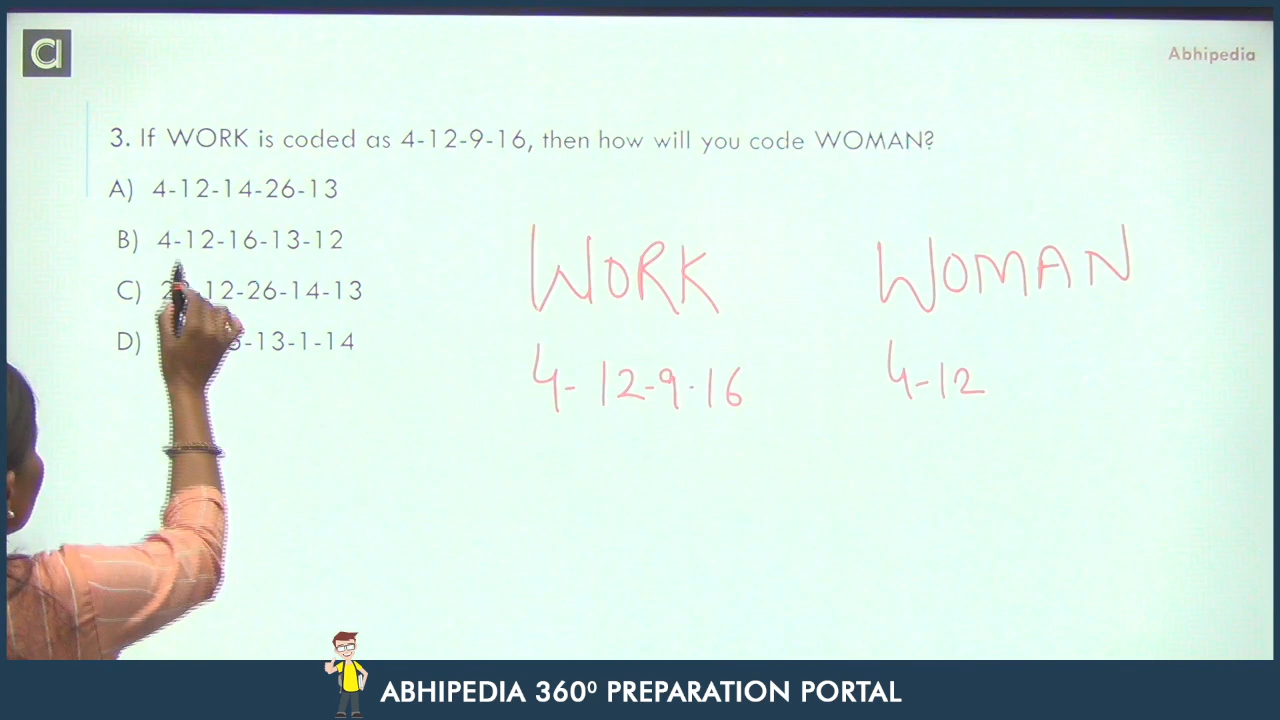 Abhipedia
3. If WORK is coded as 4-12-9-16, then how will you code WOMAN?
A) 4-12-14-26-13
B) 4-12-16-13-12
C) 12-26-14-13
D) -13-1-14
WORK
4-12-9-16
WOMAN
4-12
ABHIPEDIA 360⁰ PREPARATION PORTAL